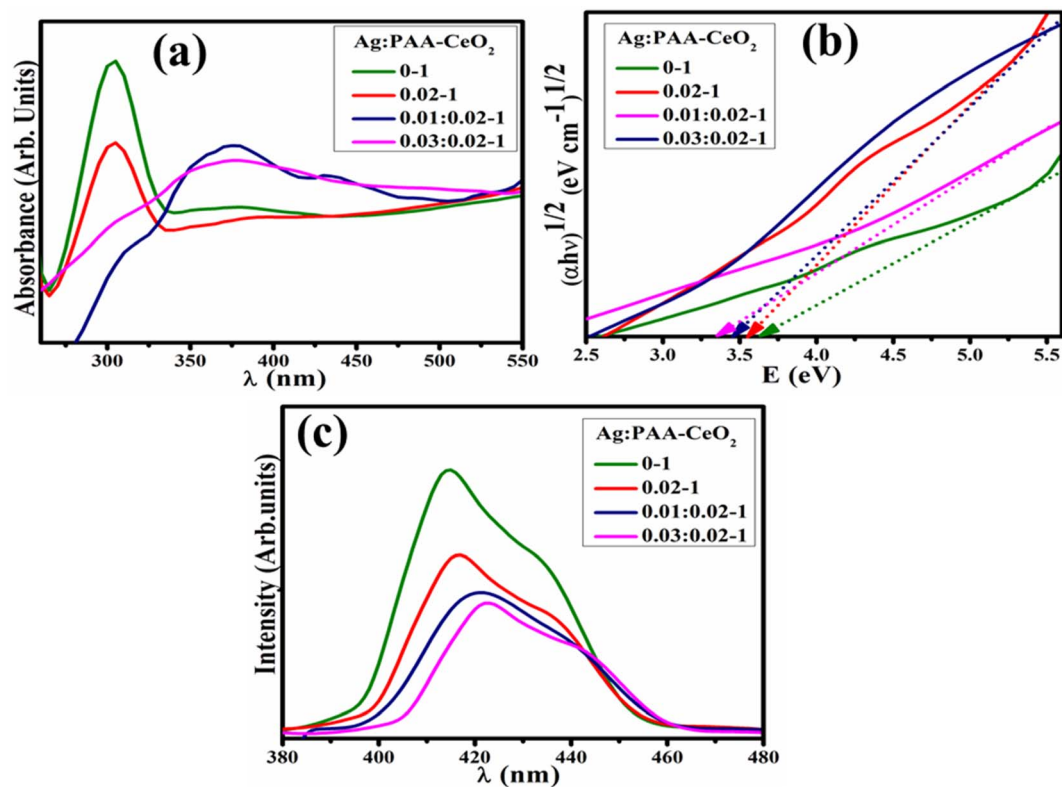 (a)
Ag:PAA-CeO2
0-1
0.02-1
0.01:0.02-1
0.03:0.02-1
Absorbance (Arb. Units)
300 350 400 450 500 550
λ (nm)
(b)
Ag:PAA-CeO2
0-1
0.02-1
0.01:0.02-1
0.03:0.02-1
(αhν)1/2 (eV cm-1)1/2
2.5 3.0 3.5 4.0 4.5 5.0 5.5
E (eV)
(c)
Ag:PAA-CeO2
0-1
0.02-1
0.01:0.02-1
0.03:0.02-1
Intensity (Arb.units)
380 400 420 440 460 480
λ (nm)